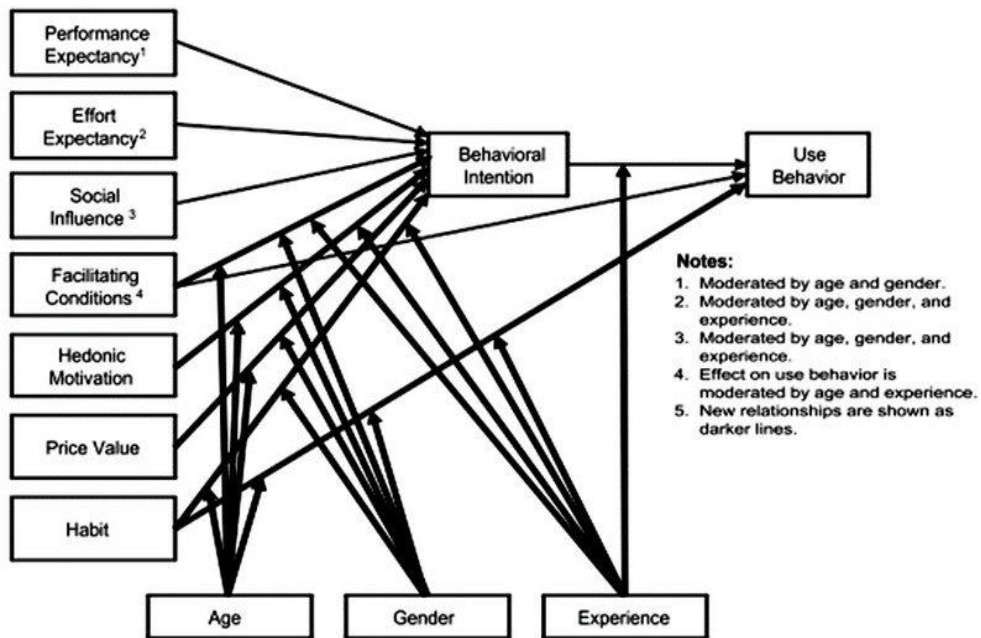 Performance
Expectancy¹
Effort
Expectancy²
Social
Influence ³
Facilitating
Conditions ⁴
Hedonic
Motivation
Price Value
Habit
Behavioral
Intention
Use
Behavior
Notes:
1. Moderated by age and gender.
2. Moderated by age, gender, and
experience.
3. Moderated by age, gender, and
experience.
4. Effect on use behavior is
moderated by age and experience.
5. New relationships are shown as
darker lines.
Age
Gender
Experience